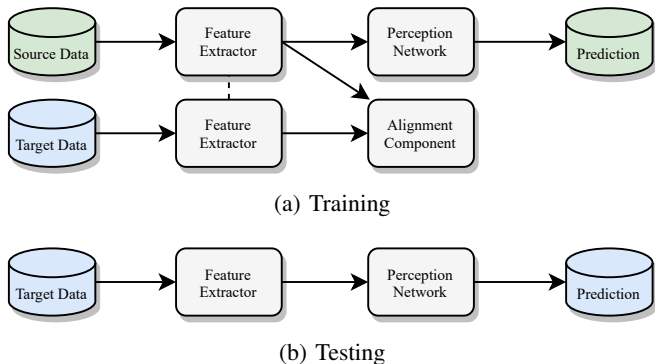 Source Data
Feature
Extractor
Perception
Network
Prediction
Target Data
Feature
Extractor
Alignment
Component
(a) Training
Target Data
Feature
Extractor
Perception
Network
Prediction
(b) Testing